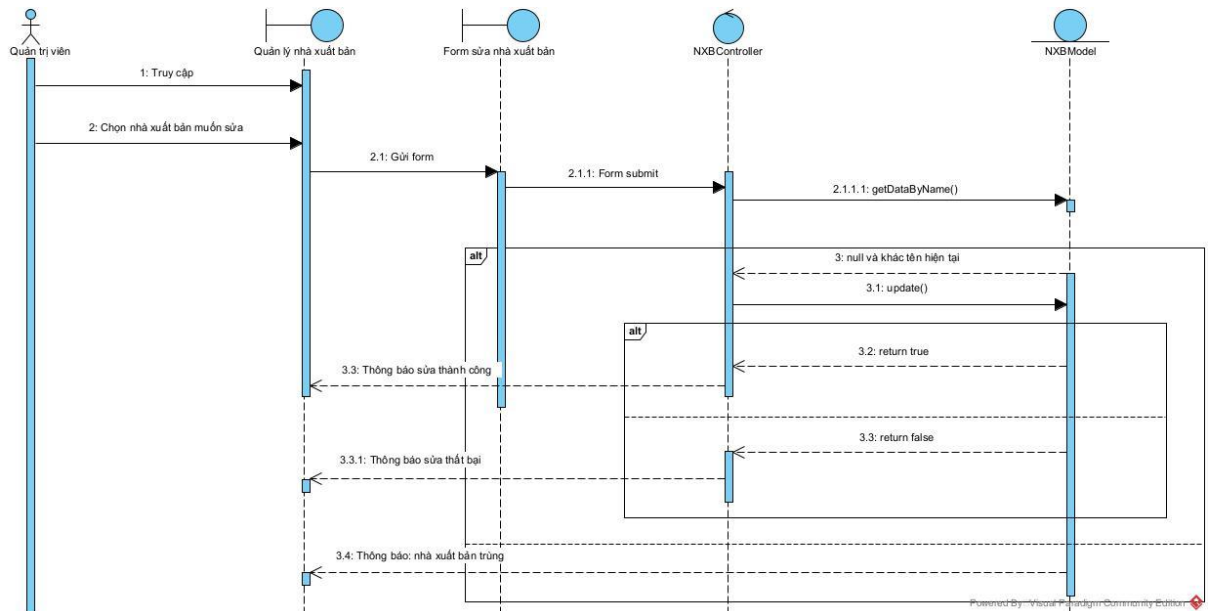 Quản trị viên
Quản lý nhà xuất bản
Form sửa nhà xuất bản
NXBController
NXBModel
1: Truy cập
2: Chọn nhà xuất bản muốn sửa
2.1: Gửi form
2.1.1: Form submit
2.1.1.1: getDataByName()
alt
3: null và khác tên hiện tại
3.1: update()
alt
3.2: return true
3.3: Thông báo sửa thành công
3.3: return false
3.3.1: Thông báo sửa thất bại
3.4: Thông báo: nhà xuất bản trùng
Powered By Visual Paradigm Community Edition